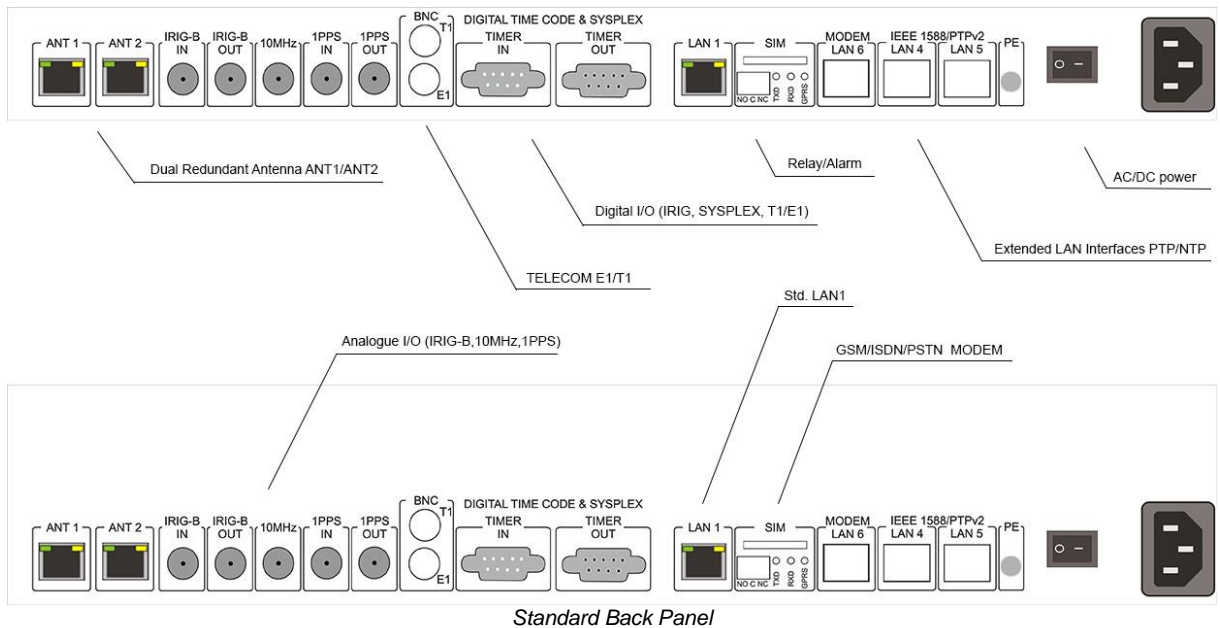 BNC
DIGITAL TIME CODE & SYSPLEX
ANT 1
ANT 2
IRIG-B
IN
IRIG-B
OUT
10MHz
1PPS
IN
1PPS
OUT
T1
E1
TIMER
IN
TIMER
OUT
LAN 1
SIM
NO C NC
TXD
RXD
GPRS
MODEM
LAN 6
IEEE 1588/PTPv2
LAN 4
LAN 5
PE
Dual Redundant Antenna ANT1/ANT2
Relay/Alarm
AC/DC power
Digital I/O (IRIG, SYSPLEX, T1/E1)
Extended LAN Interfaces PTP/NTP
TELECOM E1/T1
Std. LAN1
Analogue I/O (IRIG-B,10MHz,1PPS)
GSM/ISDN/PSTN MODEM
BNC
DIGITAL TIME CODE & SYSPLEX
ANT 1
ANT 2
IRIG-B
IN
IRIG-B
OUT
10MHz
1PPS
IN
1PPS
OUT
T1
E1
TIMER
IN
TIMER
OUT
LAN 1
SIM
NO C NC
TXD
RXD
GPRS
MODEM
LAN 6
IEEE 1588/PTPv2
LAN 4
LAN 5
PE
Standard Back Panel